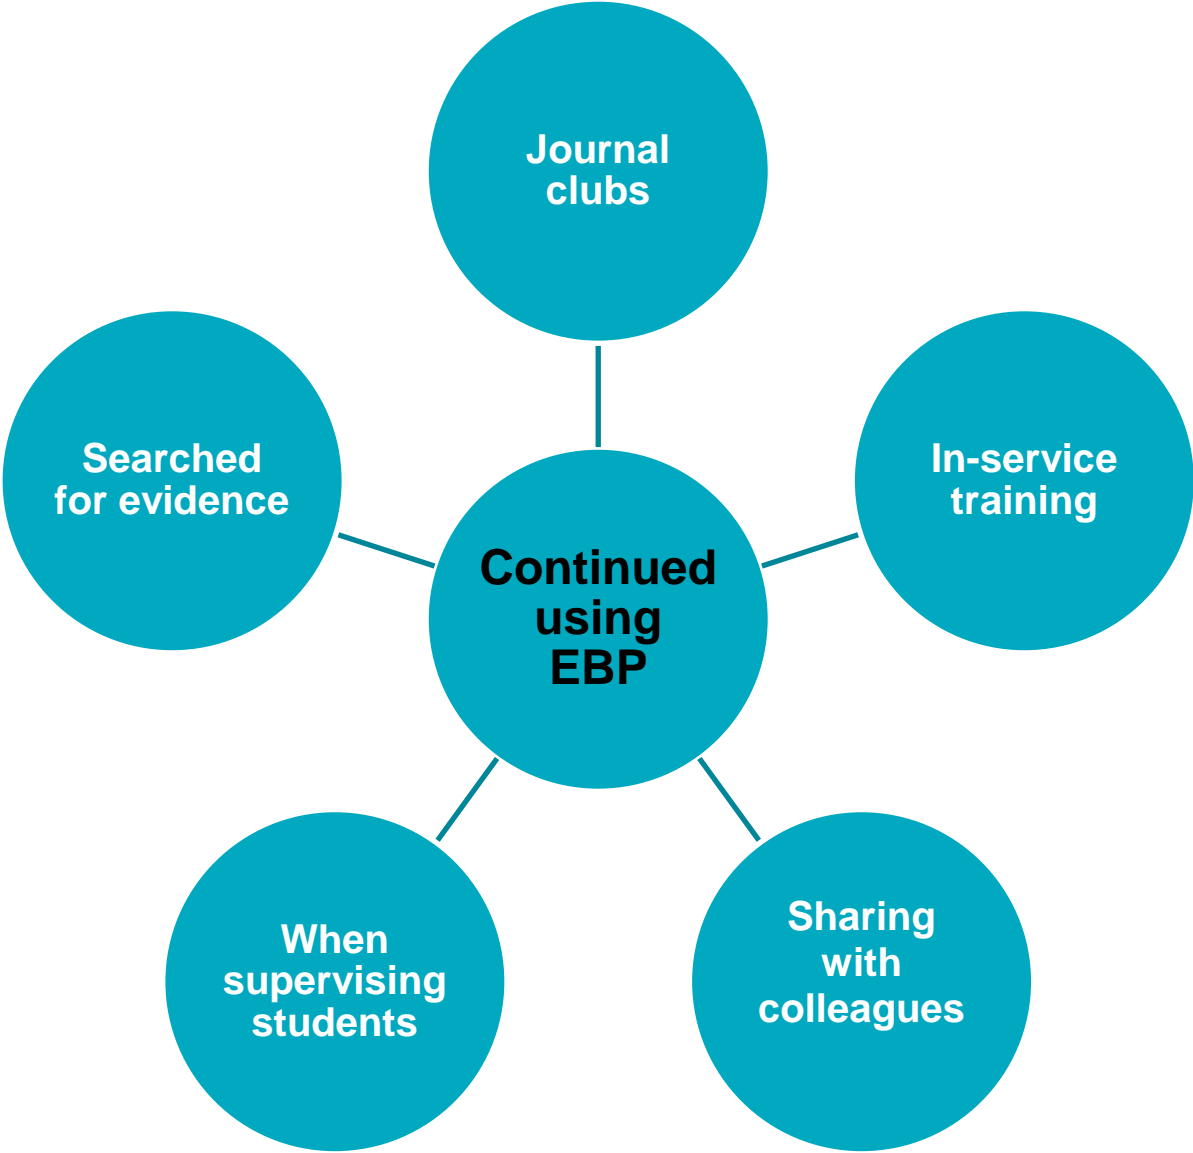 Journal
clubs
In-service
training
Searched
for evidence
Continued
using
EBP
Sharing
with
colleagues
When
supervising
students